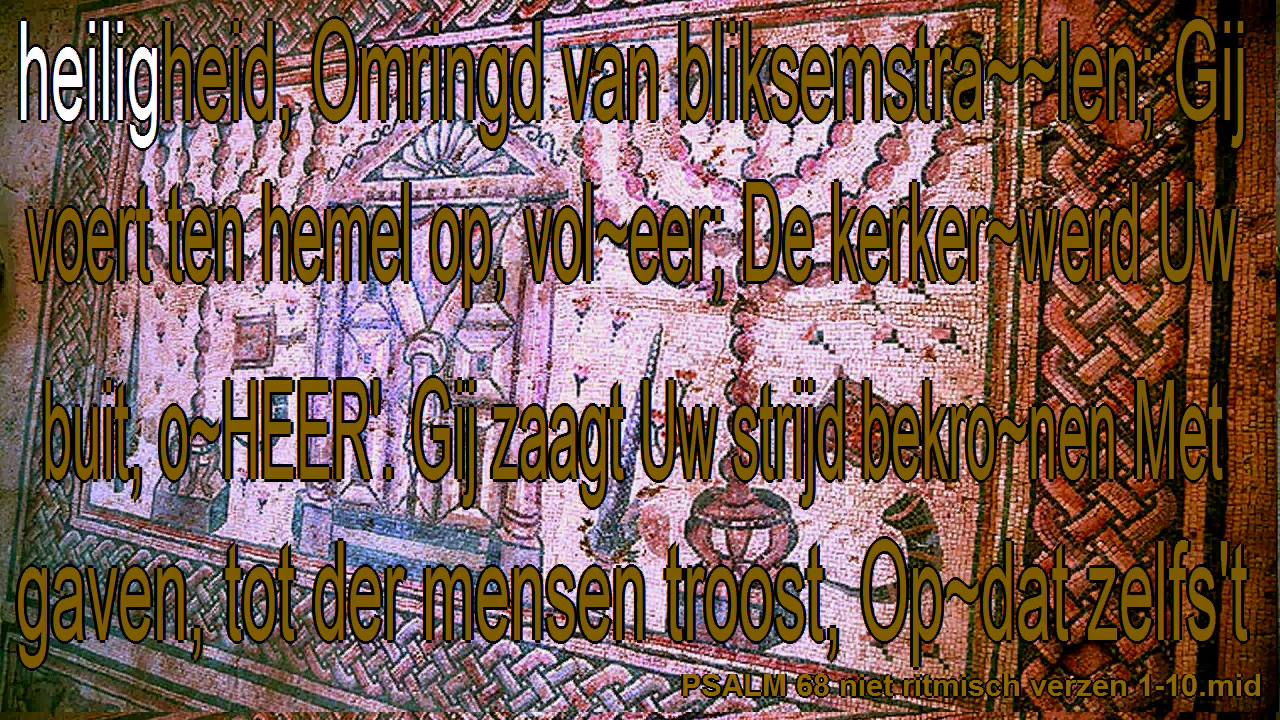 heiligheid, Omringd van bliksemstra~~len; Gij
voert ten hemel op, vol~eer; De kerker~werd Uw
buit, o~HEER'. Gij zaagt Uw strijd bekro~nen Met
gaven, tot der mensen troost, Op~dat zelfs't
PSALM 68 niet ritmisch verzen 1-10.mid